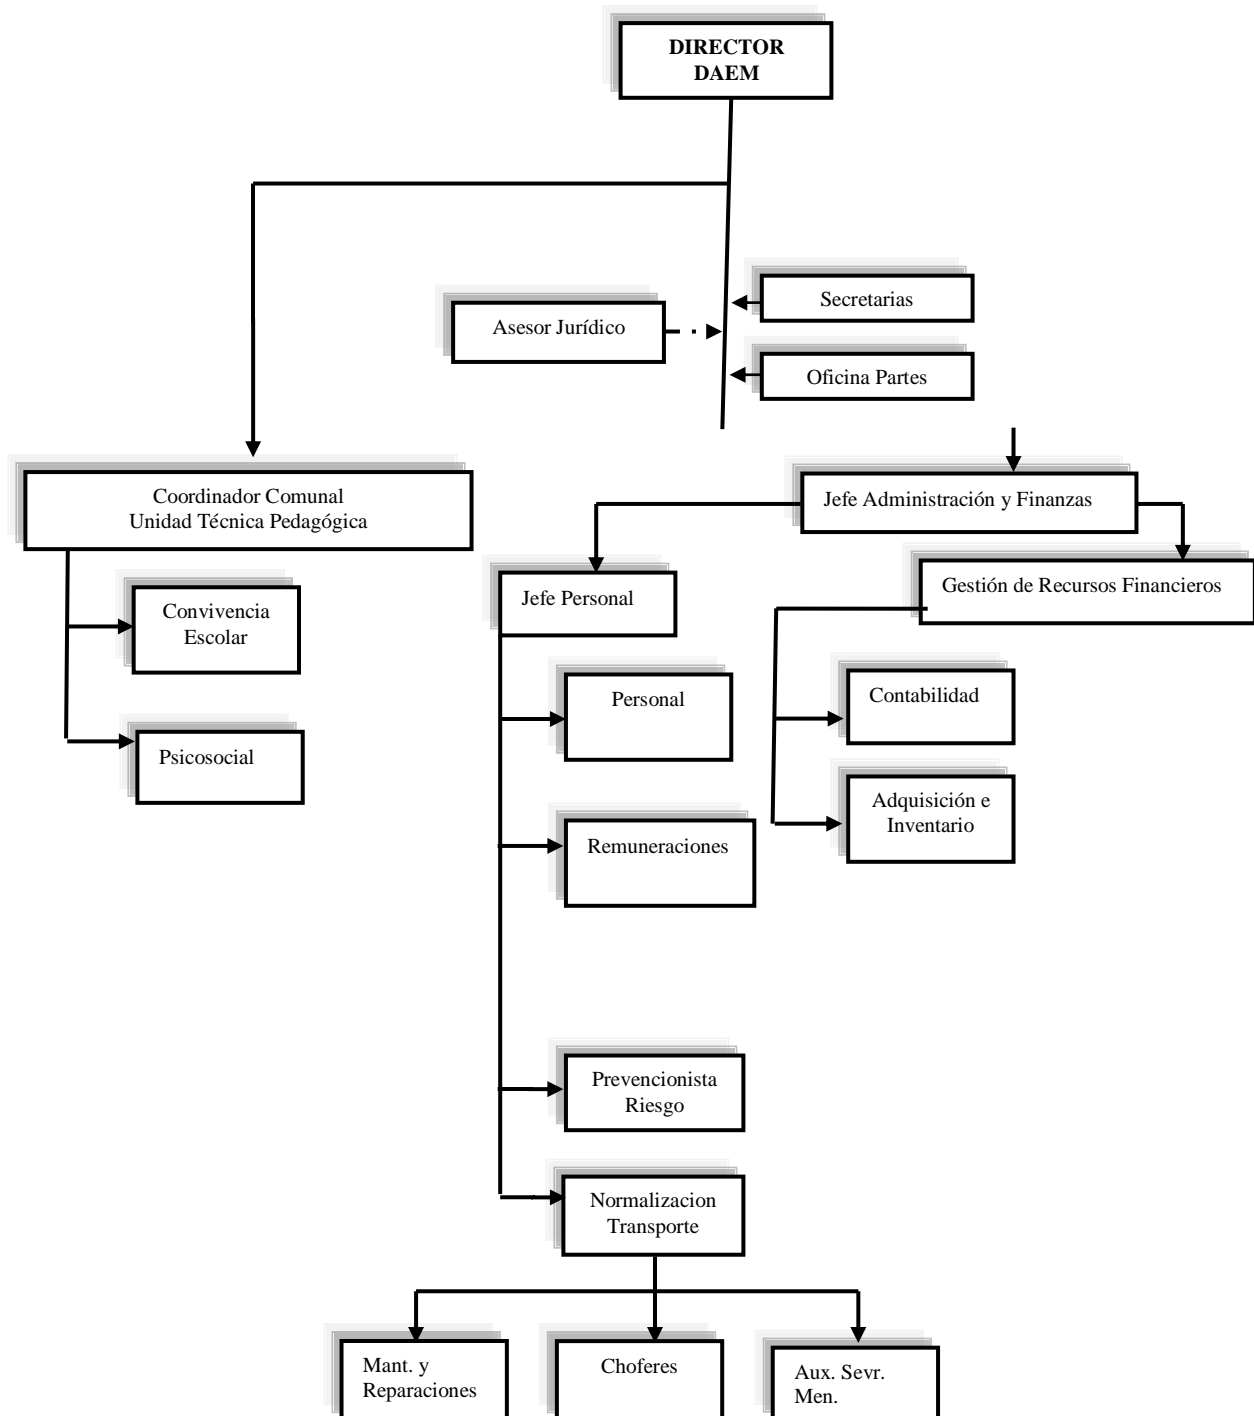 DIRECTOR
DAEM
Secretarias
Asesor Jurídico
Oficina Partes
Coordinador Comunal
Unidad Técnica Pedagógica
Jefe Administración y Finanzas
Jefe Personal
Gestión de Recursos Financieros
Convivencia
Escolar
Personal
Contabilidad
Psicosocial
Adquisición e
Inventario
Remuneraciones
Prevencionista
Riesgo
Normalizacion
Transporte
Mant. y
Reparaciones
Choferes
Aux. Sevr.
Men.